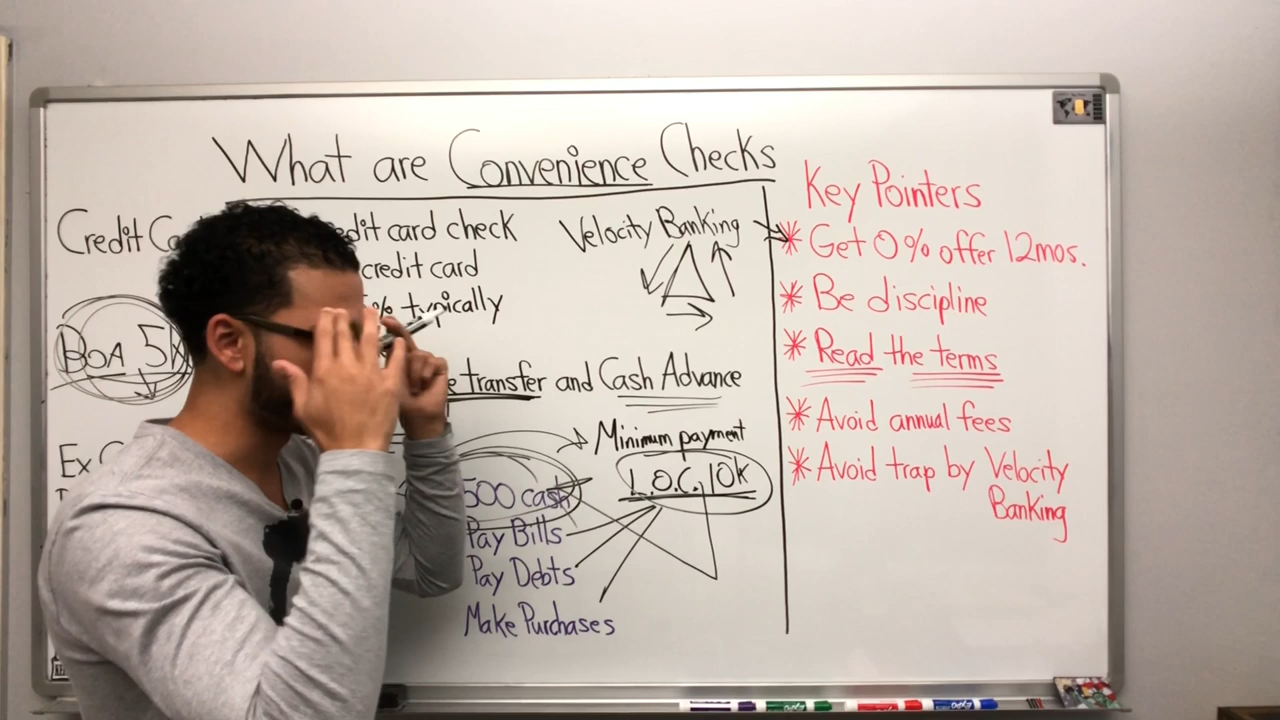 What are Convenience Checks
Credit
edit card check
credit card
% typically
BOA 5K
transfer and Cash Advance
Ex
500 cash
Pay Bills
Pay Debts
Make Purchases
Velocity Banking
Minimum payment
L.O.C. 10k
Key Pointers
* Get 0% offer 12mos.
* Be discipline
* Read the terms
* Avoid annual fees
* Avoid trap by Velocity
Banking